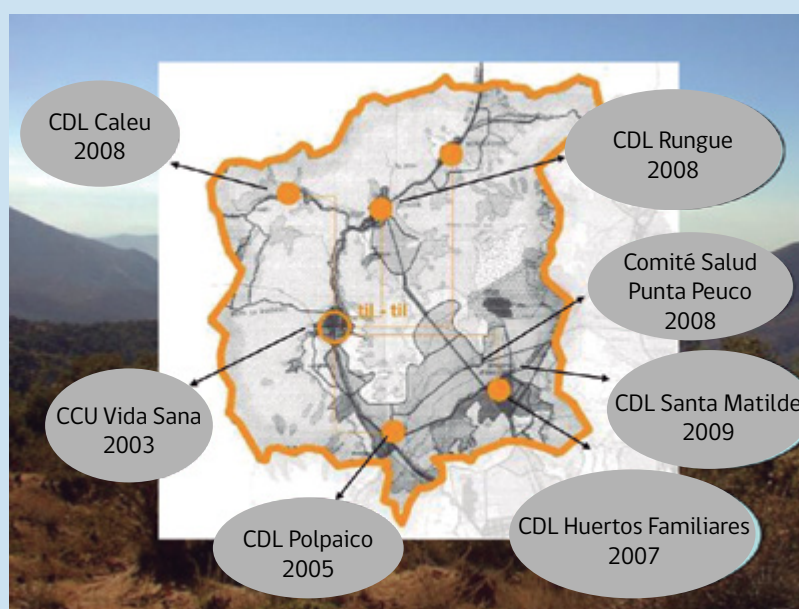 CDL Caleu
2008
CDL Rungue
2008
Comité Salud
Punta Peuco
2008
til - til
CCU Vida Sana
2003
CDL Santa Matilde
2009
CDL Polpaico
2005
CDL Huertos Familiares
2007